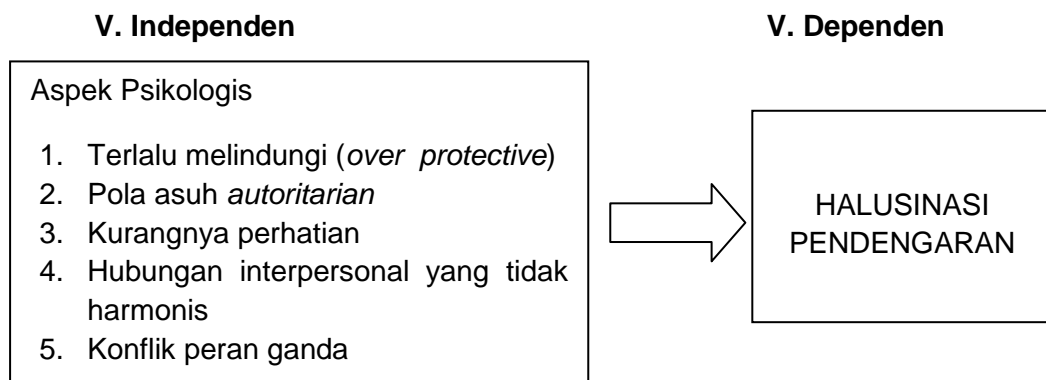 V. Independen
V. Dependen
Aspek Psikologis
1. Terlalu melindungi (over protective)
2. Pola asuh autoritarian
3. Kurangnya perhatian
4. Hubungan interpersonal yang tidak
harmonis
5. Konflik peran ganda
HALUSINASI
PENDENGARAN